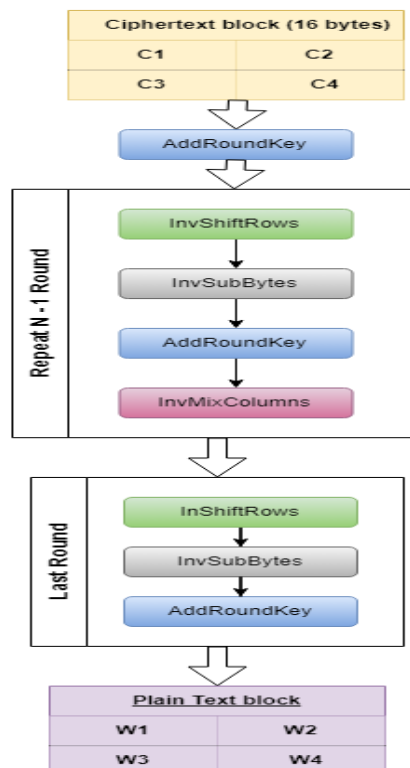 Ciphertext block (16 bytes)
C1 C2
C3 C4
AddRoundKey
Repeat N - 1 Round
InvShiftRows
InvSubBytes
AddRoundKey
InvMixColumns
Last Round
InShiftRows
InvSubBytes
AddRoundKey
Plain Text block
W1 W2
W3 W4